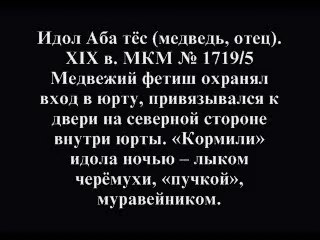 Идол Аба тёс (медведь, отец).
XIX в. МКМ № 1719/5
Медвежий фетиш охранял
вход в юрту, привязывался к
двери на северной стороне
внутри юрты. «Кормили»
идола ночью – лыком
черёмухи, «пучкой»,
муравейником.